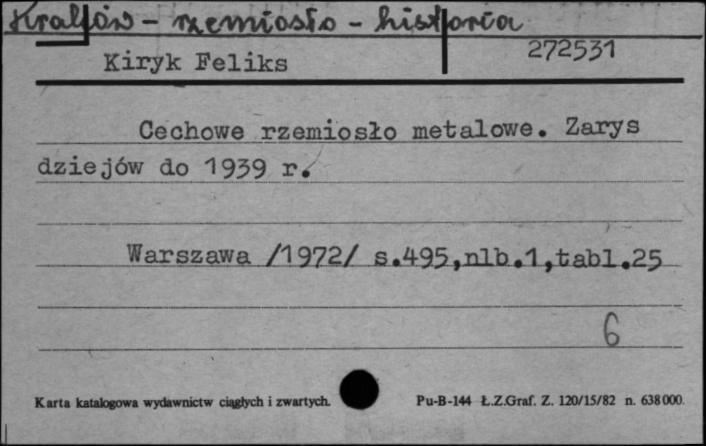 Kraków - rzemiosło - historia
272531
Kiryk Feliks
Cechowe rzemiosło metalowe. Zarys
dziejów do 1939 r.
Warszawa /1972/ s.495,nlb.1,tabl.25
6
Karta katalogowa wydawnictw ciągłych i zwartych.
Pu-B-144 Ł.Z.Graf. Z. 120/15/82 n. 638000.